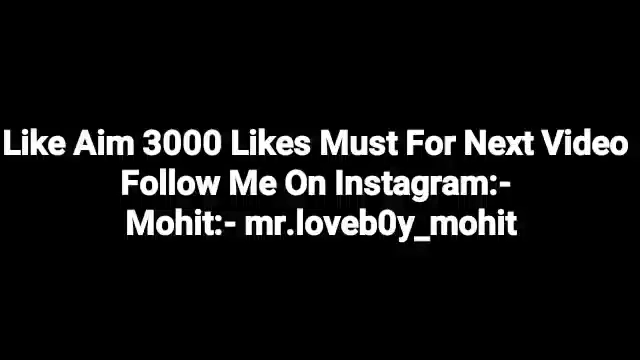 Like Aim 3000 Likes Must For Next Video
Follow Me On Instagram:-
Mohit:- mr.loveb0y_mohit